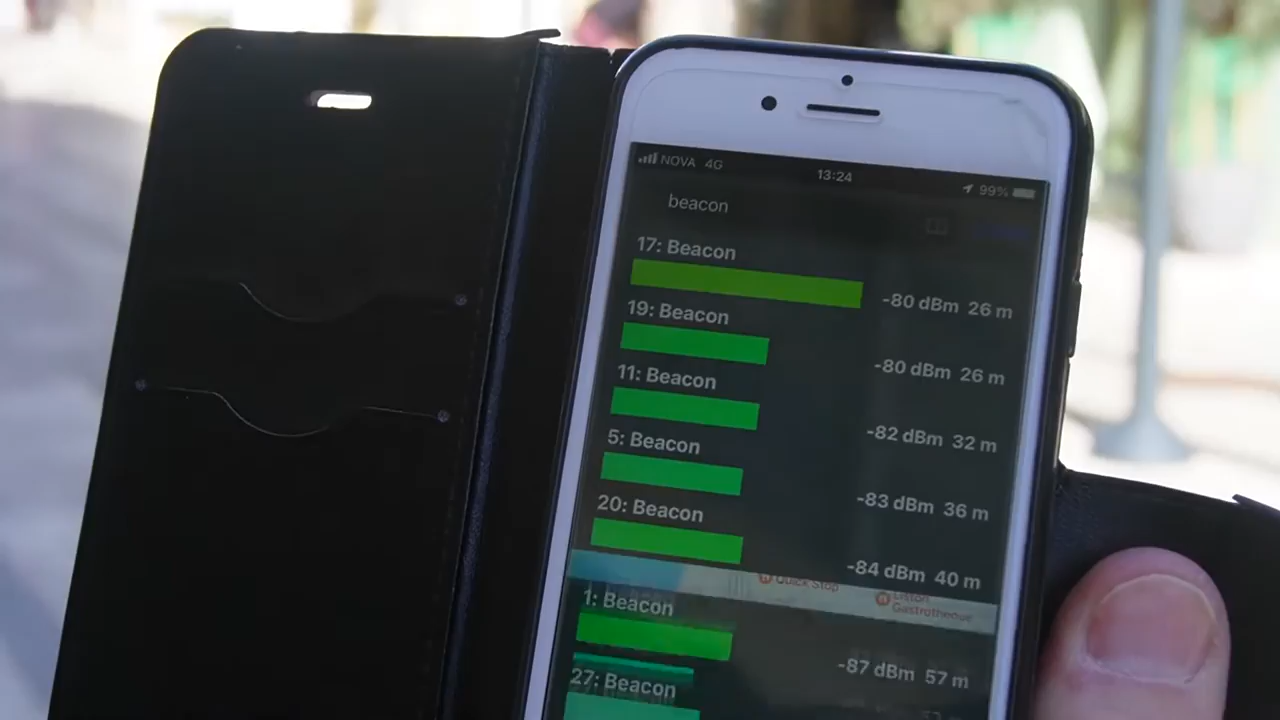 NOVA 4G 13:24 99%
beacon
17: Beacon
-80 dBm 26 m
19: Beacon
-80 dBm 26 m
11: Beacon
-82 dBm 32 m
5: Beacon
-83 dBm 36 m
20: Beacon
-84 dBm 40 m
Quick Stop
Liston
Gastrotheque
1: Beacon
-87 dBm 57 m
27: Beacon